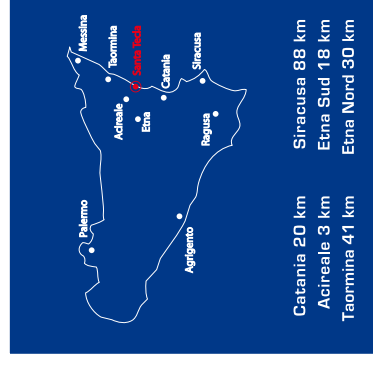 Messina
Palermo
Taormina
Santa Tecla
Acireale
Etna
Catania
Siracusa
Agrigento
Ragusa
Catania 20 km
Siracusa 88 km
Acireale 3 km
Etna Sud 18 km
Taormina 41 km
Etna Nord 30 km